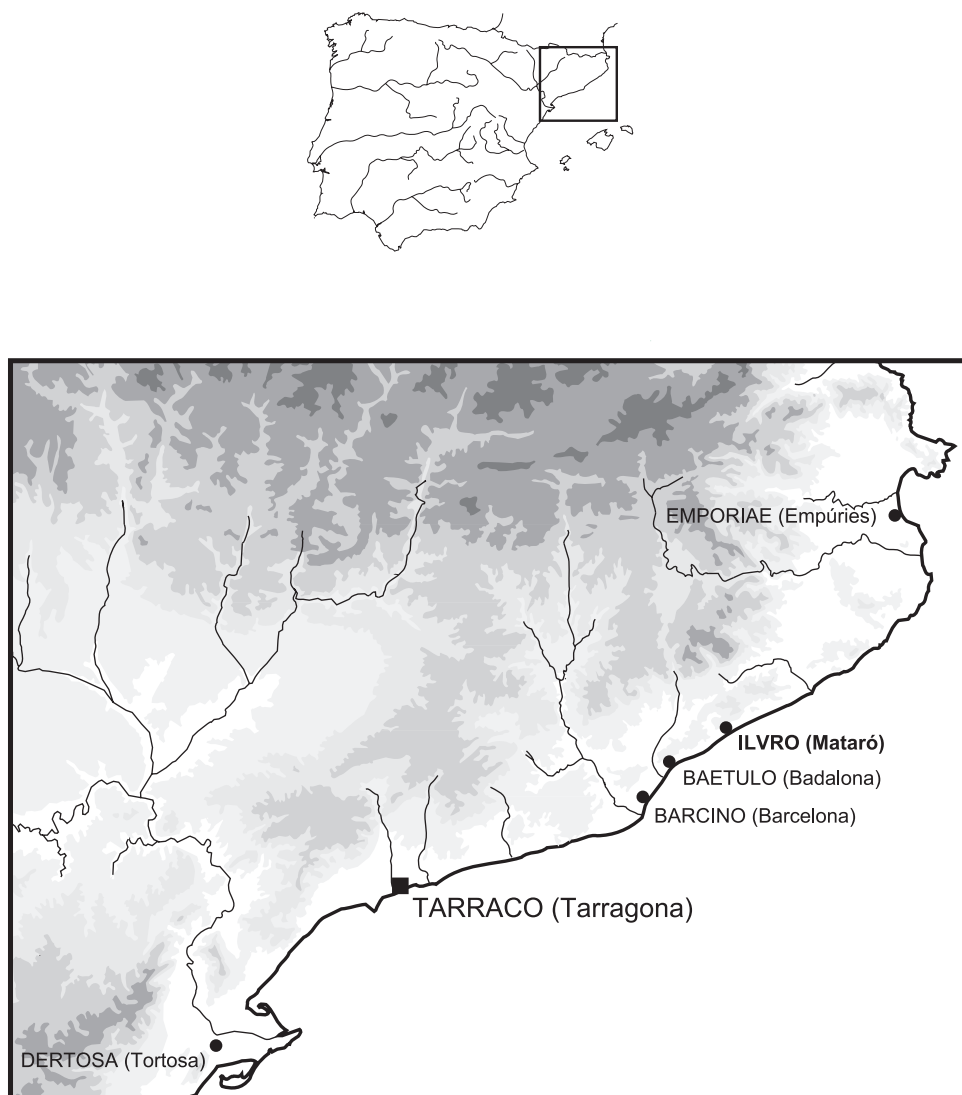 EMPORIAE (Empúries)
ILVRO (Mataró)
BAETULO (Badalona)
BARCINO (Barcelona)
TARRACO (Tarragona)
DERTOSA (Tortosa)